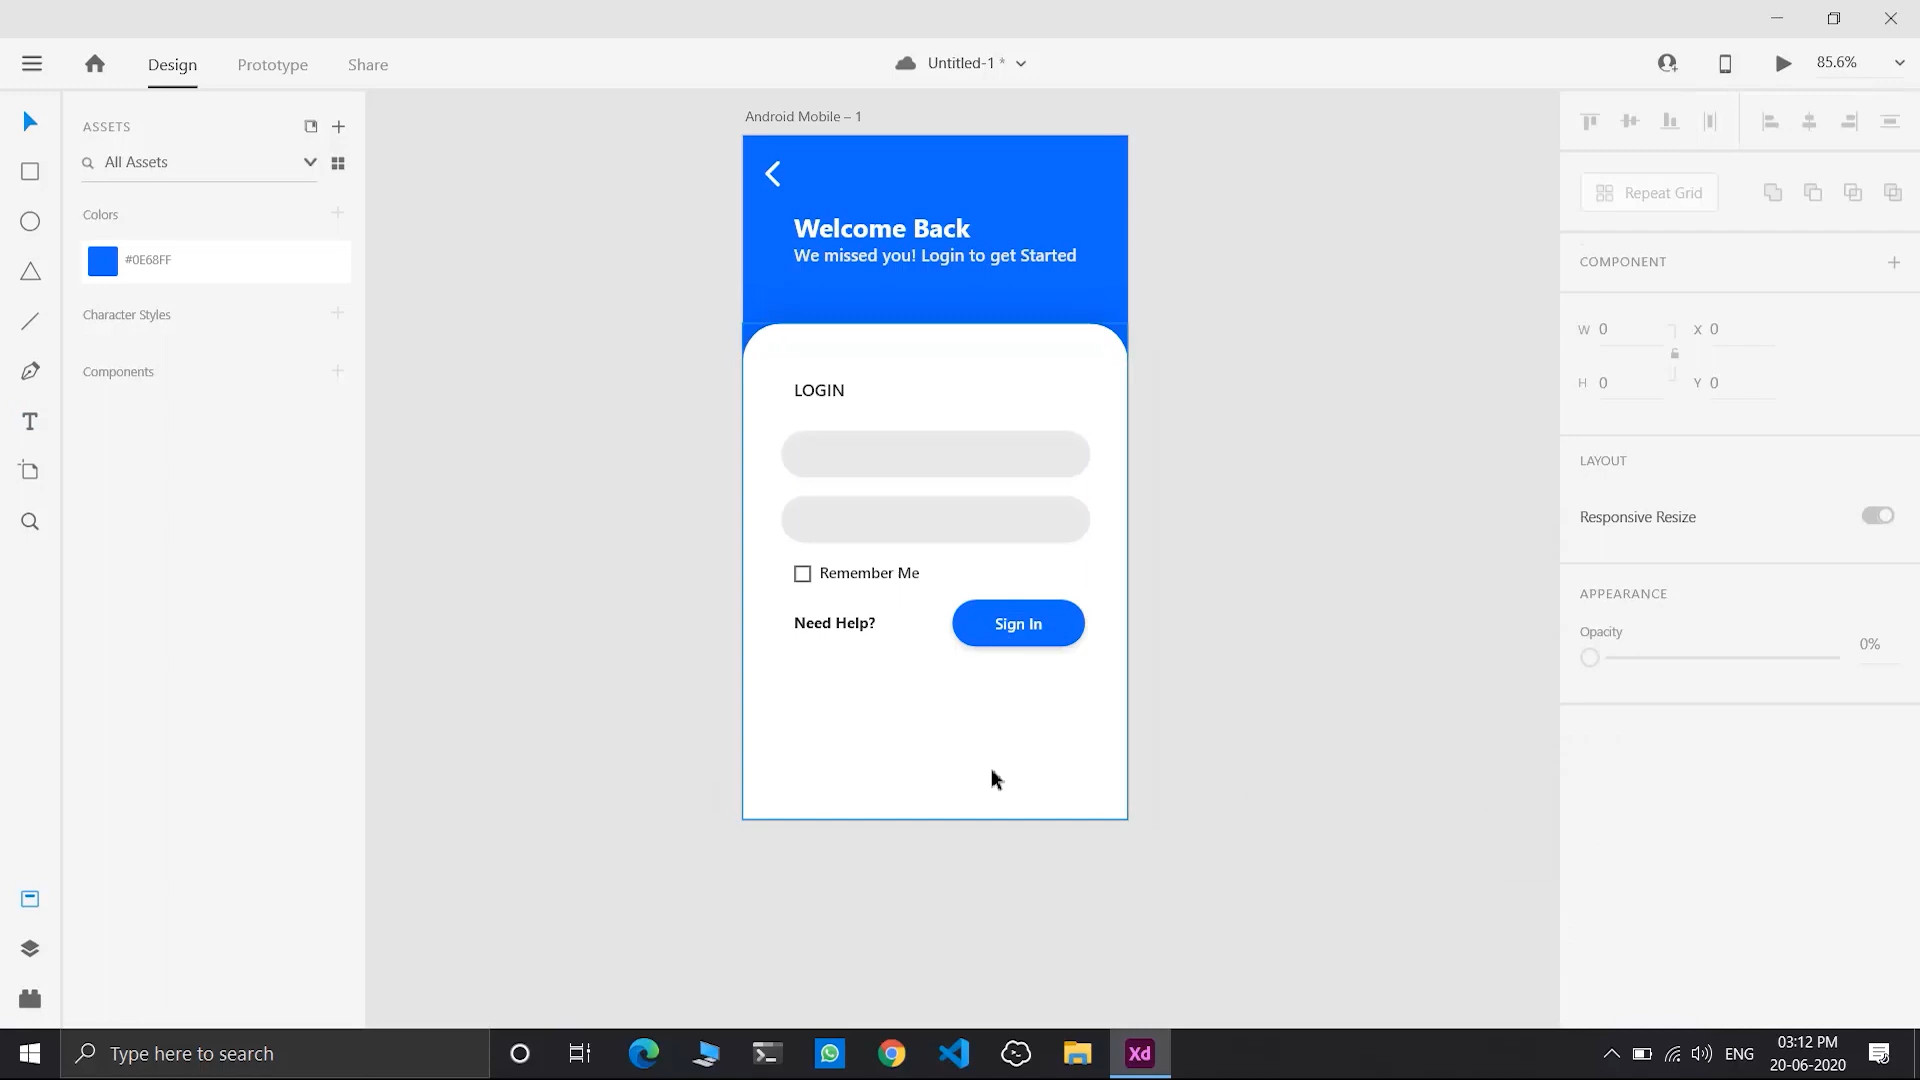 Design
Prototype
Share
Untitled-1 *
85.6%
ASSETS
All Assets
Colors
#0E68FF
Character Styles
Components
Android Mobile – 1
Welcome Back
We missed you! Login to get Started
LOGIN
Remember Me
Need Help?
Sign In
Repeat Grid
COMPONENT
W 0
X 0
H 0
Y 0
LAYOUT
Responsive Resize
APPEARANCE
Opacity
0%
Type here to search
Xd
ENG
03:12 PM
20-06-2020